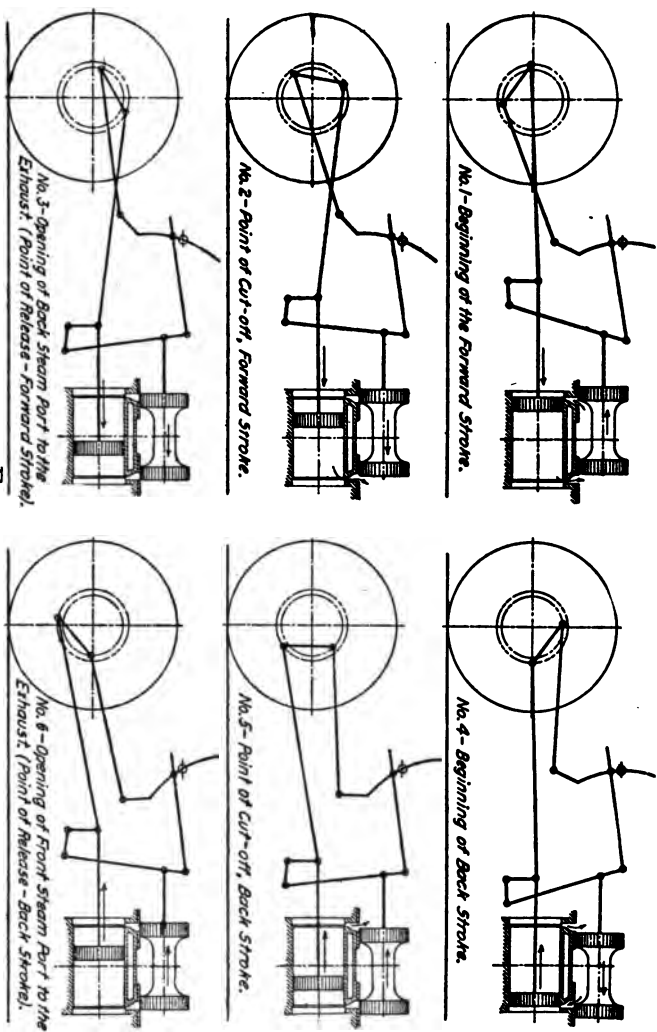 No. 1 - Beginning of the Forward Stroke.
No. 2 - Point of Cut-off, Forward Stroke.
No. 3 - Opening of Back Steam Port to the
Exhaust. (Point of Release - Forward Stroke).
No. 4 - Beginning of Back Stroke.
No. 5 - Point of Cut-off, Back Stroke.
No. 6 - Opening of Front Steam Port to the
Exhaust. (Point of Release - Back Stroke).